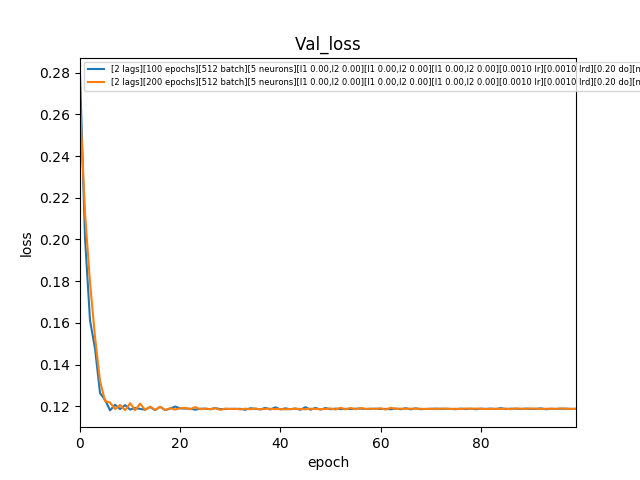 Val_loss
[2 lags][100 epochs][512 batch][5 neurons][l1 0.00,l2 0.00][l1 0.00,l2 0.00][l1 0.00,l2 0.00][0.0010 lr][0.0010 lrd][0.20 do][n
[2 lags][200 epochs][512 batch][5 neurons][l1 0.00,l2 0.00][l1 0.00,l2 0.00][l1 0.00,l2 0.00][0.0010 lr][0.0010 lrd][0.20 do][n
0.28
0.26
0.24
0.22
0.20
0.18
0.16
0.14
0.12
loss
0 20 40 60 80
epoch